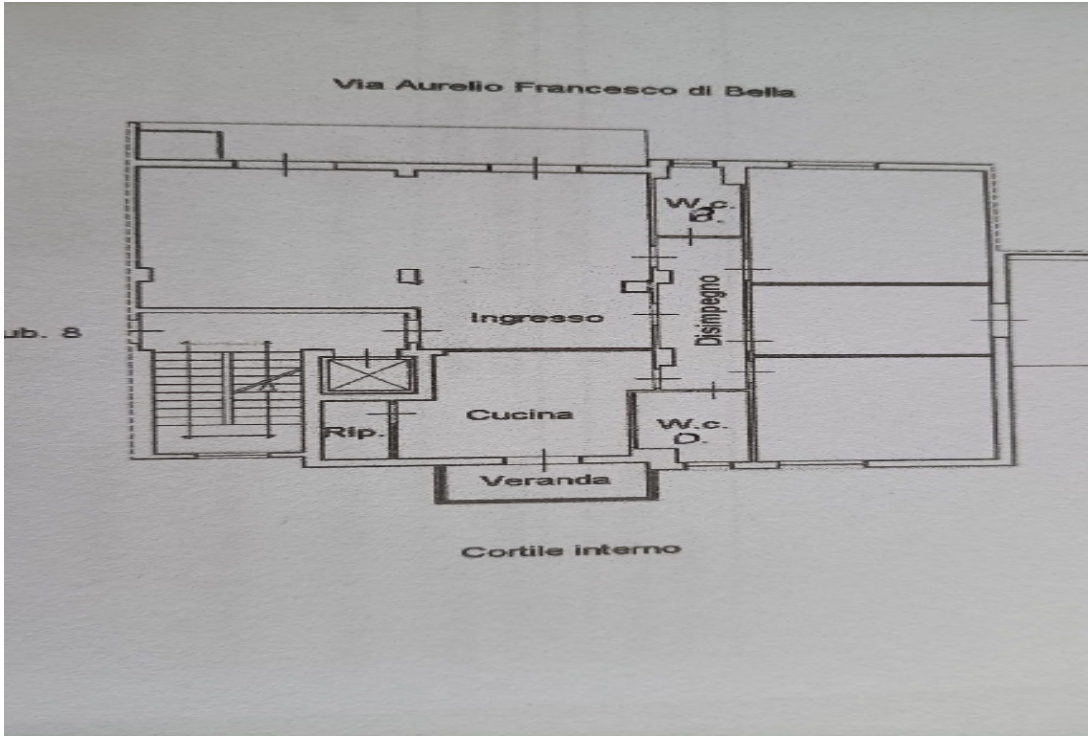 Via Aurelio Francesco di Bella
W.c.
Disimpegno
ub. 8
Ingresso
Cucina
Rip.
W.c.
D.
Veranda
Cortile interno